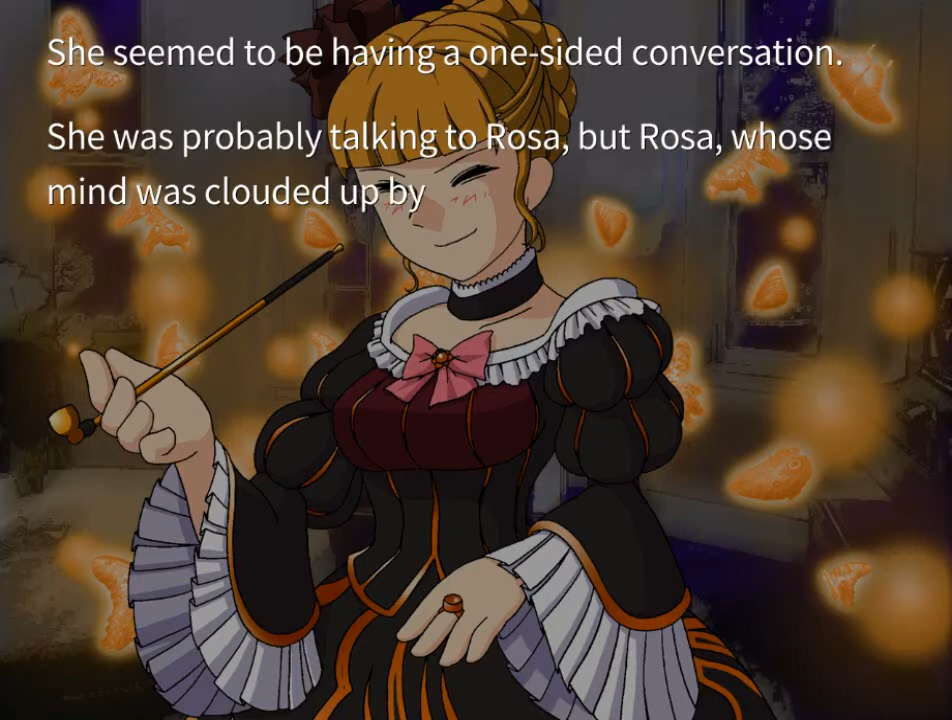 She seemed to be having a one-sided conversation.
She was probably talking to Rosa, but Rosa, whose
mind was clouded up by